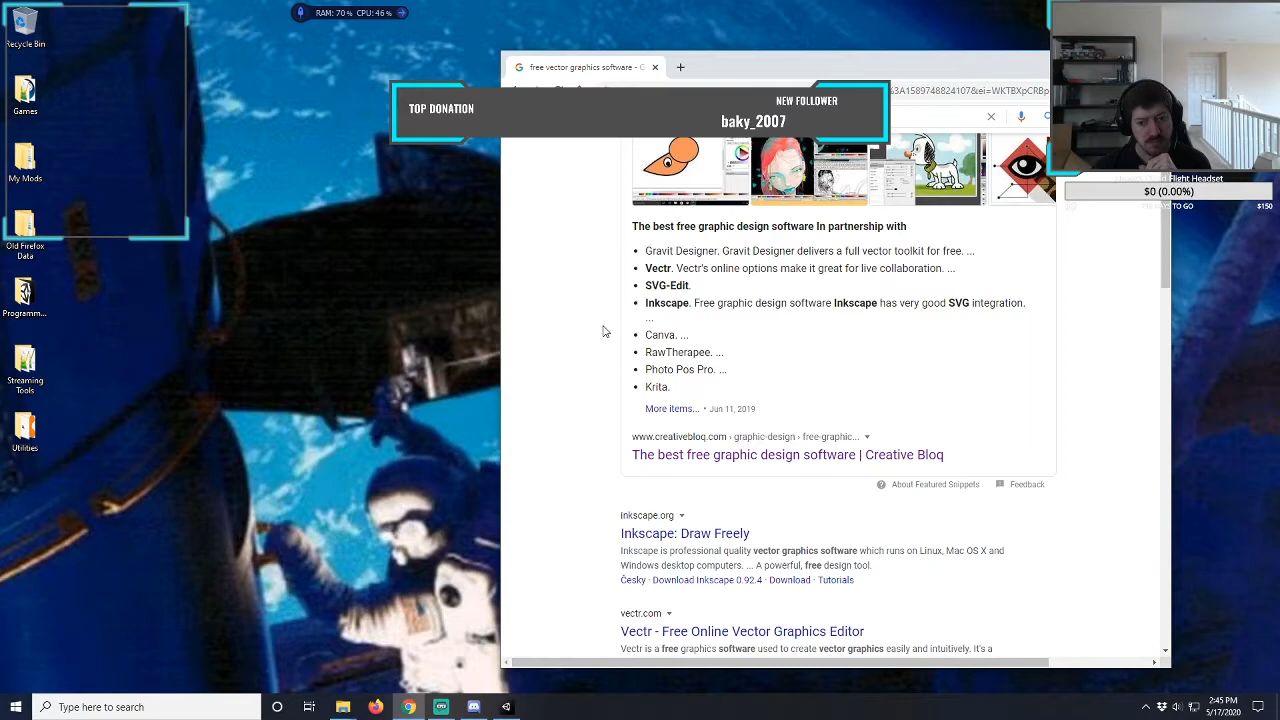 RAM: 70% CPU: 46%
Recycle Bin
Games
My Mods
Old Firefox
Data
Programm...
Streaming
Tools
Utilities
free vector graphics software - G
TOP DONATION
NEW FOLLOWER
baky_2007
3A1589748824107&ei=WKTBXpCRBp
Flight Headset
$0 (0.00%)
TO GO
$150
The best free graphic design software In partnership with
Gravit Designer. Gravit Designer delivers a full vector toolkit for free. ...
Vectr. Vectr's online options make it great for live collaboration. ...
SVG-Edit.
Inkscape. Free graphic design software Inkscape has very good SVG integration.
...
Canva. ...
RawTherapee. ...
Photo Pos Pro. ...
Krita.
More items... • Jun 11, 2019
www.creativebloq.com › graphic-design › free-graphic...
The best free graphic design software | Creative Bloq
About Featured Snippets
Feedback
inkscape.org
Inkscape: Draw Freely
Inkscape is professional quality vector graphics software which runs on Linux, Mac OS X and
Windows desktop computers. ... A powerful, free design tool.
Česky · Download Inkscape 0.92.4 · Download · Tutorials
vectr.com
Vectr - Free Online Vector Graphics Editor
Vectr is a free graphics software used to create vector graphics easily and intuitively. It's a
Type here to search
2:45 PM
5/17/2020